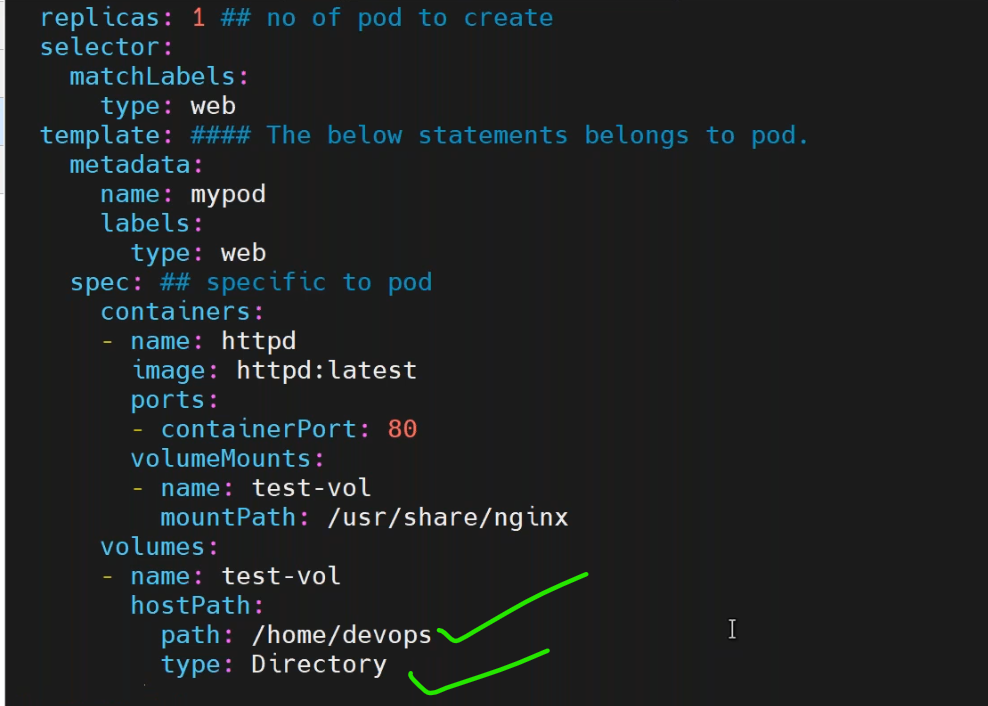 replicas: 1 ## no of pod to create
selector:
  matchLabels:
    type: web
template: #### The below statements belongs to pod.
  metadata:
    name: mypod
    labels:
      type: web
  spec: ## specific to pod
    containers:
    - name: httpd
      image: httpd:latest
      ports:
      - containerPort: 80
      volumeMounts:
      - name: test-vol
        mountPath: /usr/share/nginx
    volumes:
    - name: test-vol
      hostPath:
        path: /home/devops
        type: Directory